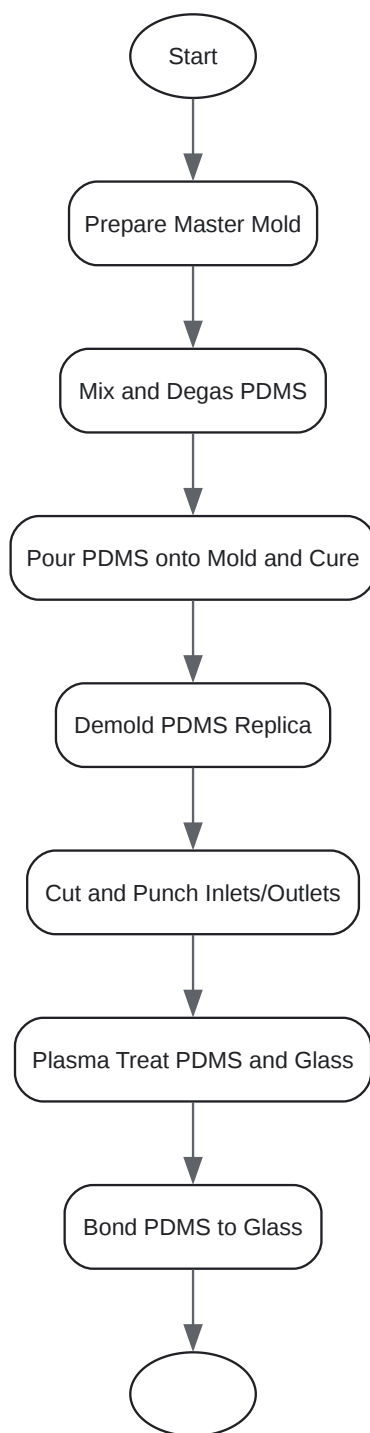 Start
Prepare Master Mold
Mix and Degas PDMS
Pour PDMS onto Mold and Cure
Demold PDMS Replica
Cut and Punch Inlets/Outlets
Plasma Treat PDMS and Glass
Bond PDMS to Glass